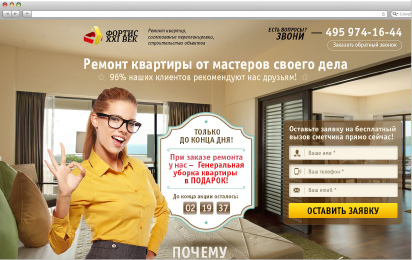 ФОРТИС
XXI ВЕК
Ремонт квартир,
согласование перепланировки,
строительство объектов
ЕСТЬ ВОПРОСЫ?
ЗВОНИ
495 974-16-44
Заказать обратный звонок
Ремонт квартиры от мастеров своего дела
96% наших клиентов рекомендуют нас друзьям!
ТОЛЬКО
ДО КОНЦА ДНЯ!
При заказе ремонта
у нас – Генеральная
уборка квартиры
в ПОДАРОК!
До конца акции осталось:
02 19 37
Оставьте заявку на бесплатный
вызов сметчика прямо сейчас!
Ваше имя *
Ваш телефон *
Ваш email *
ОСТАВИТЬ ЗАЯВКУ
ПОЧЕМУ